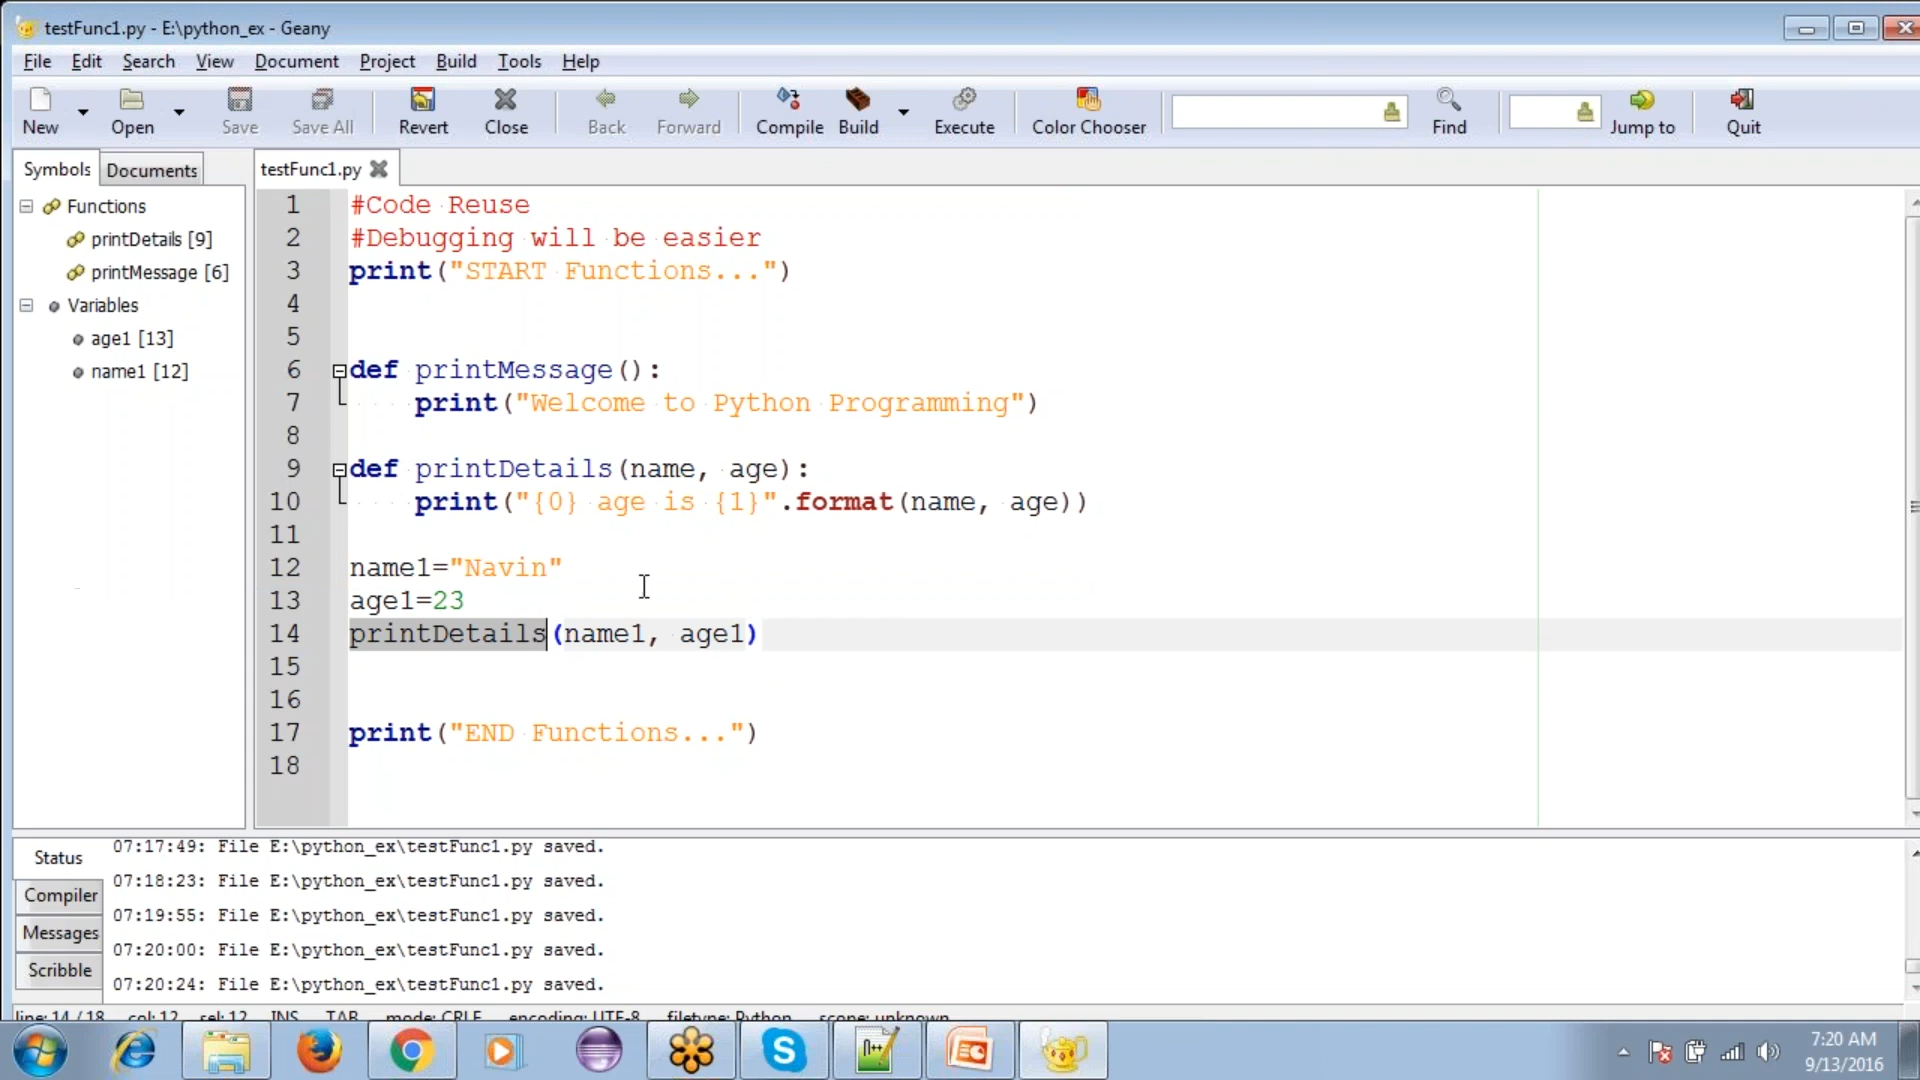 testFunc1.py - E:\python_ex - Geany
File Edit Search View Document Project Build Tools Help
New Open Save Save All Revert Close Back Forward Compile Build Execute Color Chooser Find Jump to Quit
Symbols Documents
testFunc1.py
Functions
printDetails [9]
printMessage [6]
Variables
age1 [13]
name1 [12]
1 #Code Reuse
2 #Debugging will be easier
3 print("START Functions...")
4
5
6 def printMessage():
7 print("Welcome to Python Programming")
8
9 def printDetails(name, age):
10 print("{0} age is {1}".format(name, age))
11
12 name1="Navin"
13 age1=23
14 printDetails(name1, age1)
15
16
17 print("END Functions...")
18
Status
Compiler
Messages
Scribble
07:17:49: File E:\python_ex\testFunc1.py saved.
07:18:23: File E:\python_ex\testFunc1.py saved.
07:19:55: File E:\python_ex\testFunc1.py saved.
07:20:00: File E:\python_ex\testFunc1.py saved.
07:20:24: File E:\python_ex\testFunc1.py saved.
line: 14 / 18 col: 12 sel: 12 INS TAB mode: CRLF encoding: UTF-8 filetype: Python scope: unknown
7:20 AM
9/13/2016